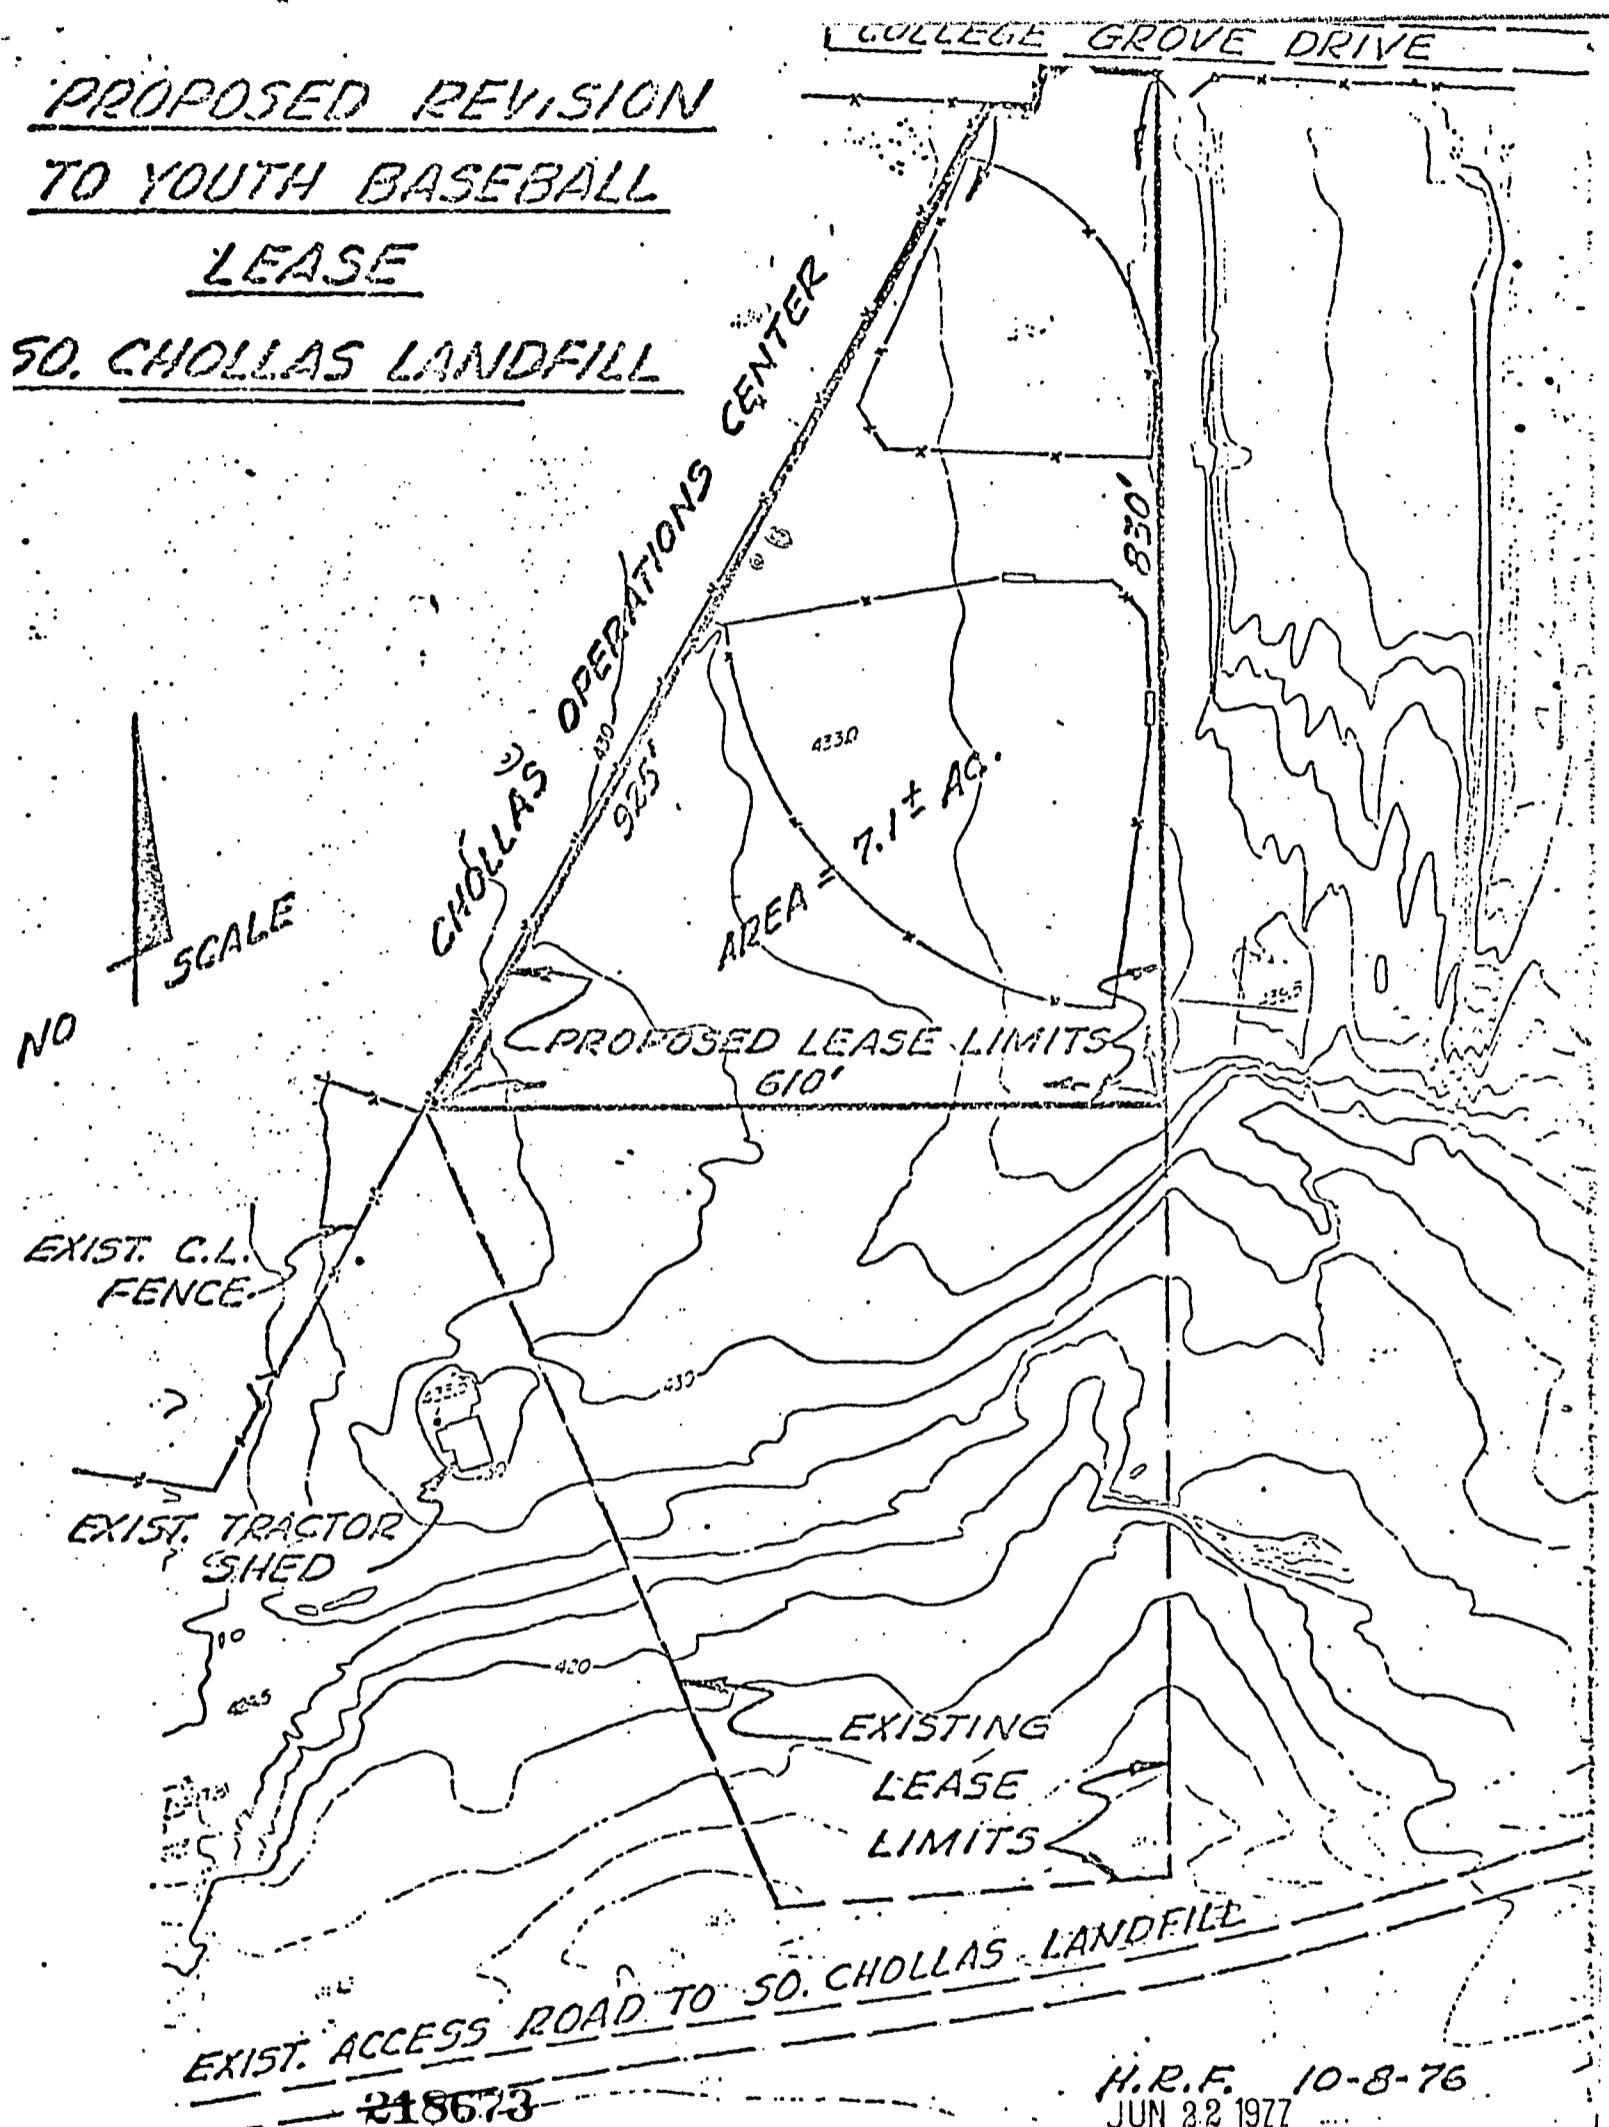 COLLEGE GROVE DRIVE
PROPOSED REVISION
TO YOUTH BASEBALL
LEASE
SO. CHOLLAS LANDFILL
CHOLLAS OPERATIONS CENTER
830'
430
925'
4330
AREA = 7.1± AC.
NO
SCALE
PROPOSED LEASE LIMITS
610'
EXIST. C.L.
FENCE
430
EXIST. TRACTOR
SHED
420
EXISTING
LEASE
LIMITS
EXIST. ACCESS ROAD TO SO. CHOLLAS LANDFILL
218673
H.R.F. 10-8-76
JUN 22 1977